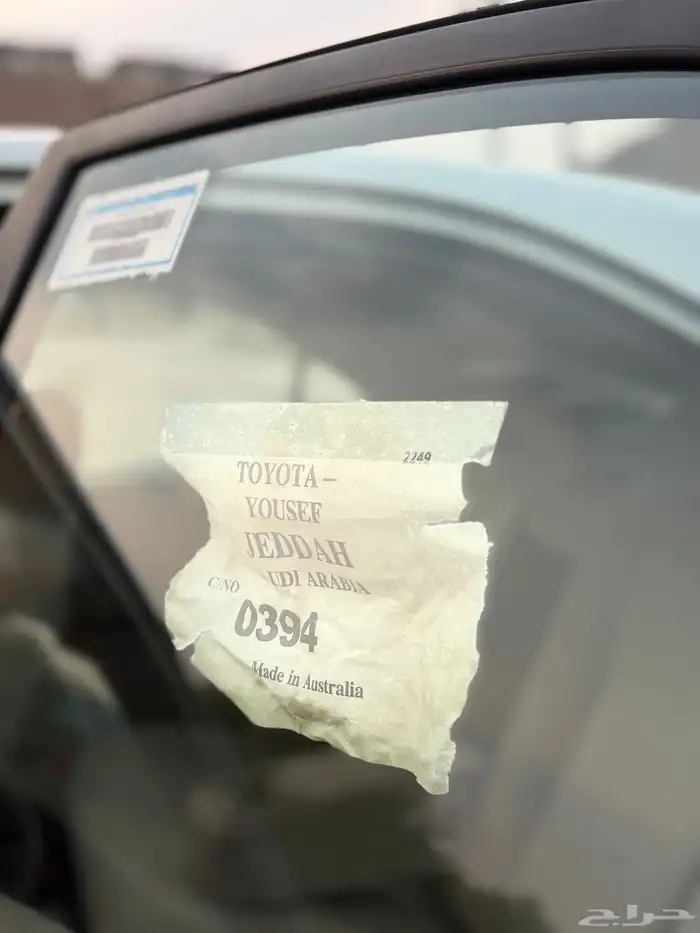 2249
TOYOTA–
YOUSEF
JEDDAH
UDI ARABIA
C/NO
0394
Made in Australia
حراج